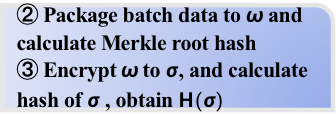 ② Package batch data to ω and
calculate Merkle root hash
③ Encrypt ω to σ, and calculate
hash of σ , obtain H(σ)